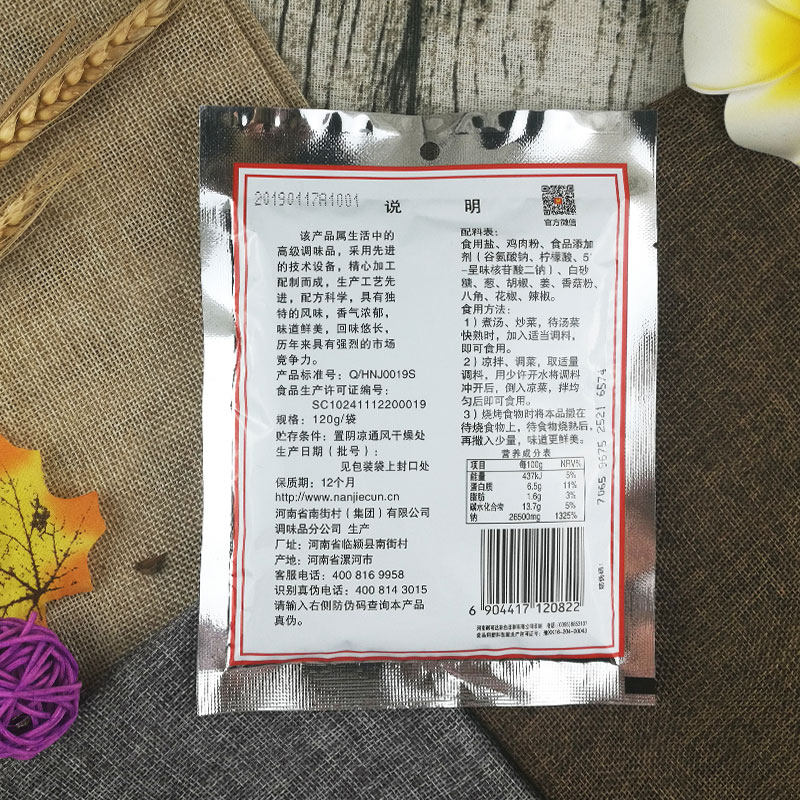 20190117A1001
说 明
官方微信
该产品属生活中的
高级调味品，采用先进
的技术设备，精心加工
配制而成，生产工艺先
进，配方科学，具有独
特的风味，香气浓郁，
味道鲜美，回味悠长，
历年来具有强烈的市场
竞争力。
产品标准号：Q/HNJ0019S
食品生产许可证编号：
SC10241112200019
规格：120g/袋
贮存条件：置阴凉通风干燥处
生产日期（批号）：
见包装袋上封口处
保质期：12个月
http://www.nanjiecun.cn
河南省南街村（集团）有限公司
调味品分公司 生产
厂址：河南省临颍县南街村
产地：河南省漯河市
客服电话：400 816 9958
识别真伪电话：400 814 3015
请输入右侧防伪码查询本产品
真伪。
配料表：
食用盐、鸡肉粉、食品添加
剂（谷氨酸钠、柠檬酸、5'
-呈味核苷酸二钠）、白砂
糖、葱、胡椒、姜、香菇粉、
八角、花椒、辣椒。
食用方法：
1）煮汤、炒菜，待汤菜
快熟时，加入适当调料，
即可食用。
2）凉拌、调菜，取适量
调料，用少许开水将调料
冲开后，倒入凉菜，拌均
匀后即可食用。
3）烧烤食物时将本品撒在
待烧食物上，待食物烧熟后，
再撒入少量，味道更鲜美。
营养成分表
项目 每100g NRV%
能量 437kJ 5%
蛋白质 6.5g 11%
脂肪 1.6g 3%
碳水化合物 13.7g 5%
钠 26500mg 1325%
6 904417 120822
防伪码：
7065 9675 2521 6574